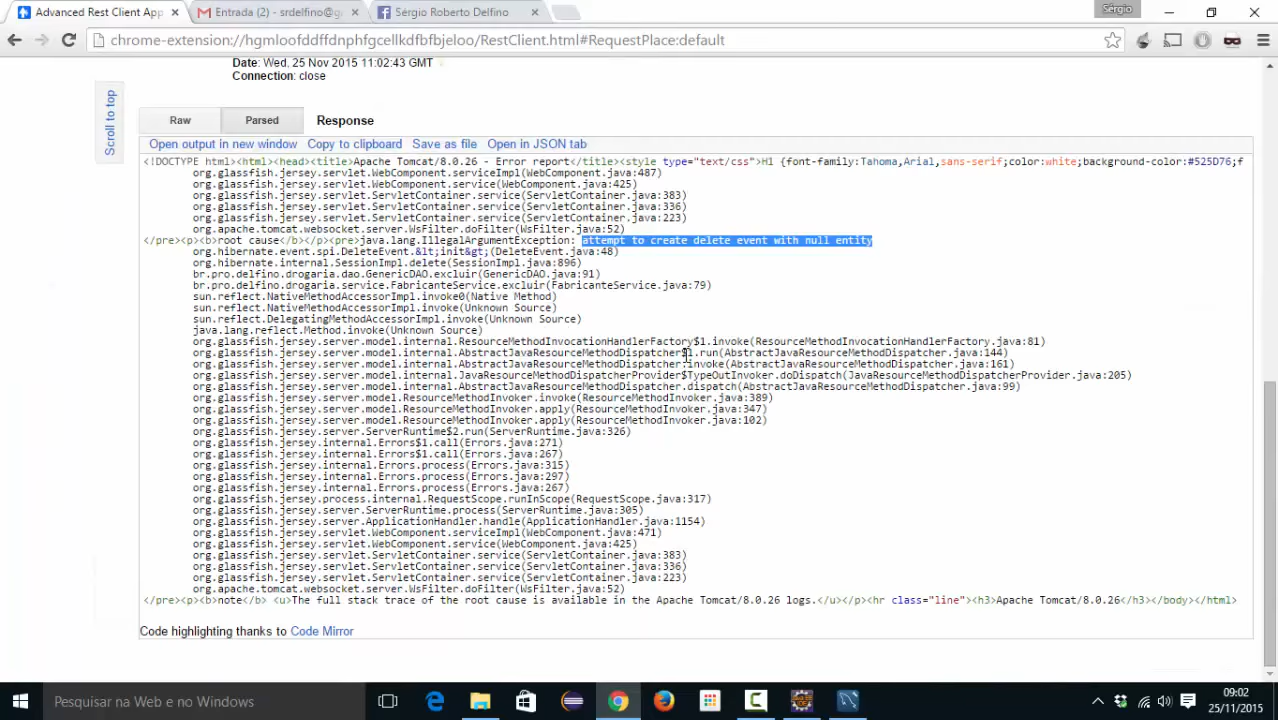 Advanced Rest Client App
Entrada (2) - srdelfino@g
Sérgio Roberto Delfino
Sérgio
chrome-extension://hgmloofddffdnphfgcellkdfbfbjeloo/RestClient.html#RequestPlace:default
Date: Wed, 25 Nov 2015 11:02:43 GMT
Connection: close
Scroll to top
Raw
Parsed
Response
Open output in new window
Copy to clipboard
Save as file
Open in JSON tab
<!DOCTYPE html><html><head><title>Apache Tomcat/8.0.26 - Error report</title><style type="text/css">H1 {font-family:Tahoma,Arial,sans-serif;color:white;background-color:#525D76;f
org.glassfish.jersey.servlet.WebComponent.serviceImpl(WebComponent.java:487)
org.glassfish.jersey.servlet.WebComponent.service(WebComponent.java:425)
org.glassfish.jersey.servlet.ServletContainer.service(ServletContainer.java:383)
org.glassfish.jersey.servlet.ServletContainer.service(ServletContainer.java:336)
org.glassfish.jersey.servlet.ServletContainer.service(ServletContainer.java:223)
org.apache.tomcat.websocket.server.WsFilter.doFilter(WsFilter.java:52)
</pre><p><b>root cause</b></p><pre>java.lang.IllegalArgumentException: attempt to create delete event with null entity
org.hibernate.event.spi.DeleteEvent.&lt;init&gt;(DeleteEvent.java:48)
org.hibernate.internal.SessionImpl.delete(SessionImpl.java:896)
br.pro.delfino.drogaria.dao.GenericDAO.excluir(GenericDAO.java:91)
br.pro.delfino.drogaria.service.FabricanteService.excluir(FabricanteService.java:79)
sun.reflect.NativeMethodAccessorImpl.invoke0(Native Method)
sun.reflect.NativeMethodAccessorImpl.invoke(Unknown Source)
sun.reflect.DelegatingMethodAccessorImpl.invoke(Unknown Source)
java.lang.reflect.Method.invoke(Unknown Source)
org.glassfish.jersey.server.model.internal.ResourceMethodInvocationHandlerFactory$1.invoke(ResourceMethodInvocationHandlerFactory.java:81)
org.glassfish.jersey.server.model.internal.AbstractJavaResourceMethodDispatcher$1.run(AbstractJavaResourceMethodDispatcher.java:144)
org.glassfish.jersey.server.model.internal.AbstractJavaResourceMethodDispatcher.invoke(AbstractJavaResourceMethodDispatcher.java:161)
org.glassfish.jersey.server.model.internal.JavaResourceMethodDispatcherProvider$TypeOutInvoker.doDispatch(JavaResourceMethodDispatcherProvider.java:205)
org.glassfish.jersey.server.model.internal.AbstractJavaResourceMethodDispatcher.dispatch(AbstractJavaResourceMethodDispatcher.java:99)
org.glassfish.jersey.server.model.ResourceMethodInvoker.invoke(ResourceMethodInvoker.java:389)
org.glassfish.jersey.server.model.ResourceMethodInvoker.apply(ResourceMethodInvoker.java:347)
org.glassfish.jersey.server.model.ResourceMethodInvoker.apply(ResourceMethodInvoker.java:102)
org.glassfish.jersey.server.ServerRuntime$2.run(ServerRuntime.java:326)
org.glassfish.jersey.internal.Errors$1.call(Errors.java:271)
org.glassfish.jersey.internal.Errors$1.call(Errors.java:267)
org.glassfish.jersey.internal.Errors.process(Errors.java:315)
org.glassfish.jersey.internal.Errors.process(Errors.java:297)
org.glassfish.jersey.internal.Errors.process(Errors.java:267)
org.glassfish.jersey.process.internal.RequestScope.runInScope(RequestScope.java:317)
org.glassfish.jersey.server.ServerRuntime.process(ServerRuntime.java:305)
org.glassfish.jersey.server.ApplicationHandler.handle(ApplicationHandler.java:1154)
org.glassfish.jersey.servlet.WebComponent.serviceImpl(WebComponent.java:471)
org.glassfish.jersey.servlet.WebComponent.service(WebComponent.java:425)
org.glassfish.jersey.servlet.ServletContainer.service(ServletContainer.java:383)
org.glassfish.jersey.servlet.ServletContainer.service(ServletContainer.java:336)
org.glassfish.jersey.servlet.ServletContainer.service(ServletContainer.java:223)
org.apache.tomcat.websocket.server.WsFilter.doFilter(WsFilter.java:52)
</pre><p><b>note</b> <u>The full stack trace of the root cause is available in the Apache Tomcat/8.0.26 logs.</u></p><hr class="line"><h3>Apache Tomcat/8.0.26</h3></body></html>
Code highlighting thanks to Code Mirror
Pesquisar na Web e no Windows
09:02
25/11/2015